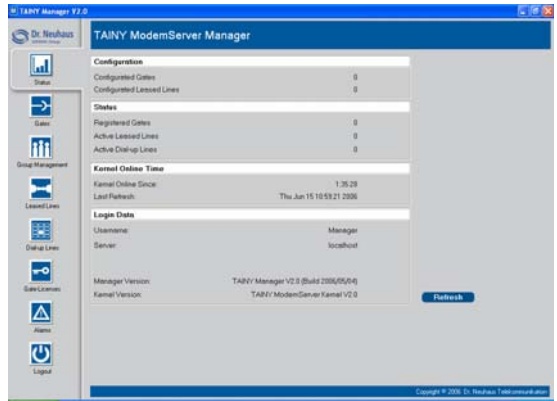 TAINY Manager V2.0
Dr. Neuhaus
TAINY ModemServer Manager
Status
Gates
Group Management
Leased Lines
Dial-up Lines
Gate-Licenses
Alarms
Logout
Configuration
Configurated Gates 0
Configurated Leased Lines 0
Status
Registered Gates 0
Active Leased Lines 0
Active Dial-up Lines 0
Kernel Online Time
Kernel Online Since: 1:35:28
Last Refresh: Thu Jun 15 10:59:21 2006
Login Data
Username: Manager
Server: localhost
Manager Version: TAINY Manager V2.0 (Build 2006/05/04)
Kernel Version: TAINY ModemServer Kernel V2.0
Refresh
Copyright © 2006 Dr. Neuhaus Telekommunikation